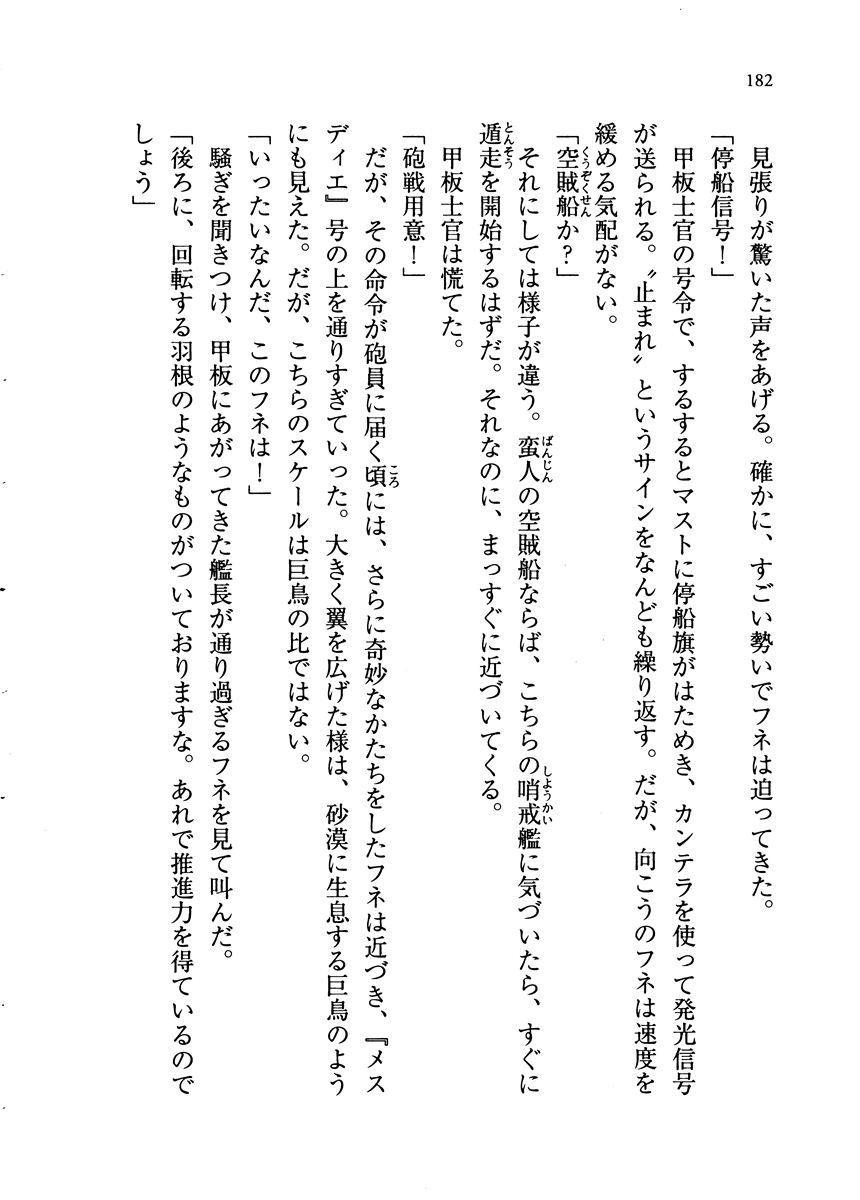 182
　見張りが驚いた声をあげる。確かに、すごい勢いでフネは迫ってきた。
「停船信号！」
　甲板士官の号令で、するするとマストに停船旗がはためき、カンテラを使って発光信号
が送られる。〝止まれ〟というサインをなんども繰り返す。だが、向こうのフネは速度を
緩める気配がない。
「空賊船か？」
　それにしては様子が違う。蛮人の空賊船ならば、こちらの哨戒艦に気づいたら、すぐに
遁走を開始するはずだ。それなのに、まっすぐに近づいてくる。
　甲板士官は慌てた。
「砲戦用意！」
　だが、その命令が砲員に届く頃には、さらに奇妙なかたちをしたフネは近づき、『メス
ディエ』号の上を通りすぎていった。大きく翼を広げた様は、砂漠に生息する巨鳥のよう
にも見えた。だが、こちらのスケールは巨鳥の比ではない。
「いったいなんだ、このフネは！」
　騒ぎを聞きつけ、甲板にあがってきた艦長が通り過ぎるフネを見て叫んだ。
「後ろに、回転する羽根のようなものがついておりますな。あれで推進力を得ているので
しょう」